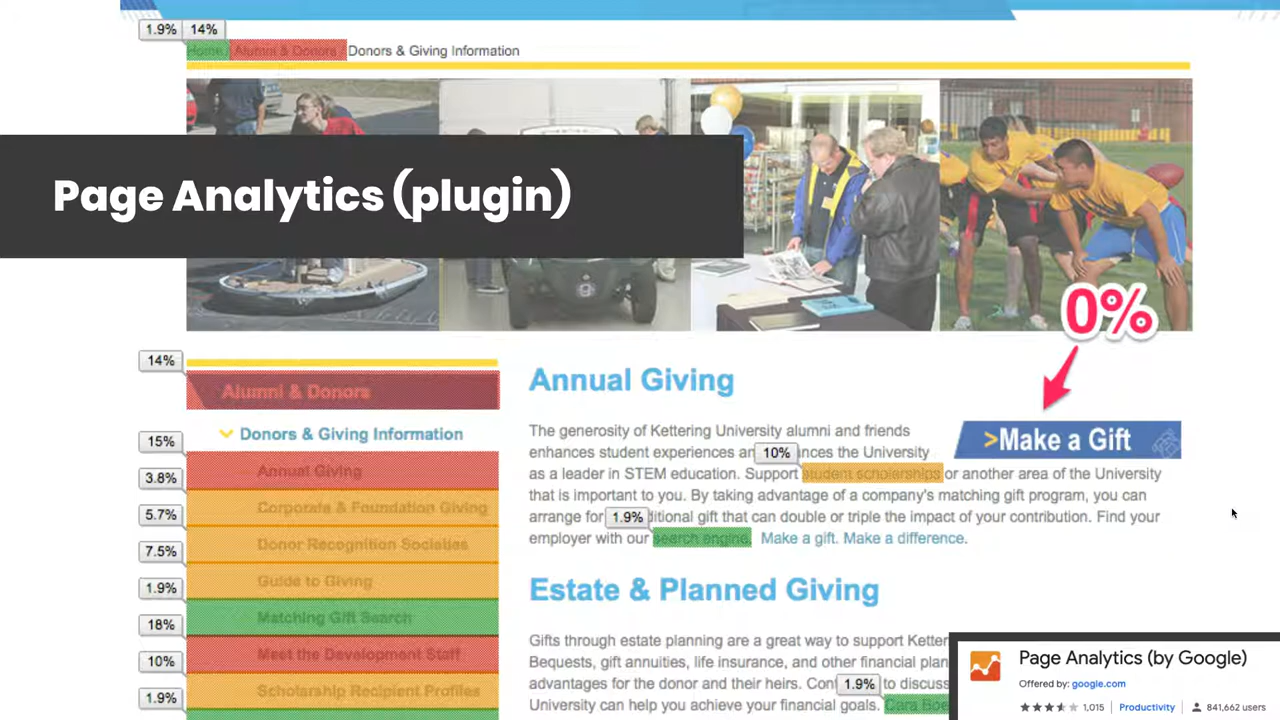 1.9% 14%
Home / Alumni & Donors / Donors & Giving Information
Page Analytics (plugin)
0%
14%
Alumni & Donors
Donors & Giving Information
15%
Annual Giving
3.8%
Corporate & Foundation Giving
5.7%
Donor Recognition Societies
7.5%
Guide to Giving
1.9%
Matching Gift Search
18%
Meet the Development Staff
10%
Scholarship Recipient Profiles
1.9%
Annual Giving
The generosity of Kettering University alumni and friends
enhances student experiences an 10% nces the University
as a leader in STEM education. Support student scholarships or another area of the University
that is important to you. By taking advantage of a company's matching gift program, you can
arrange for 1.9% ditional gift that can double or triple the impact of your contribution. Find your
employer with our search engine. Make a gift. Make a difference.
>Make a Gift
Estate & Planned Giving
Gifts through estate planning are a great way to support Ketter
Bequests, gift annuities, life insurance, and other financial plan
advantages for the donor and their heirs. Con 1.9% to discuss
University can help you achieve your financial goals. Cara Boe
Page Analytics (by Google)
Offered by: google.com
1,015 Productivity 841,662 users